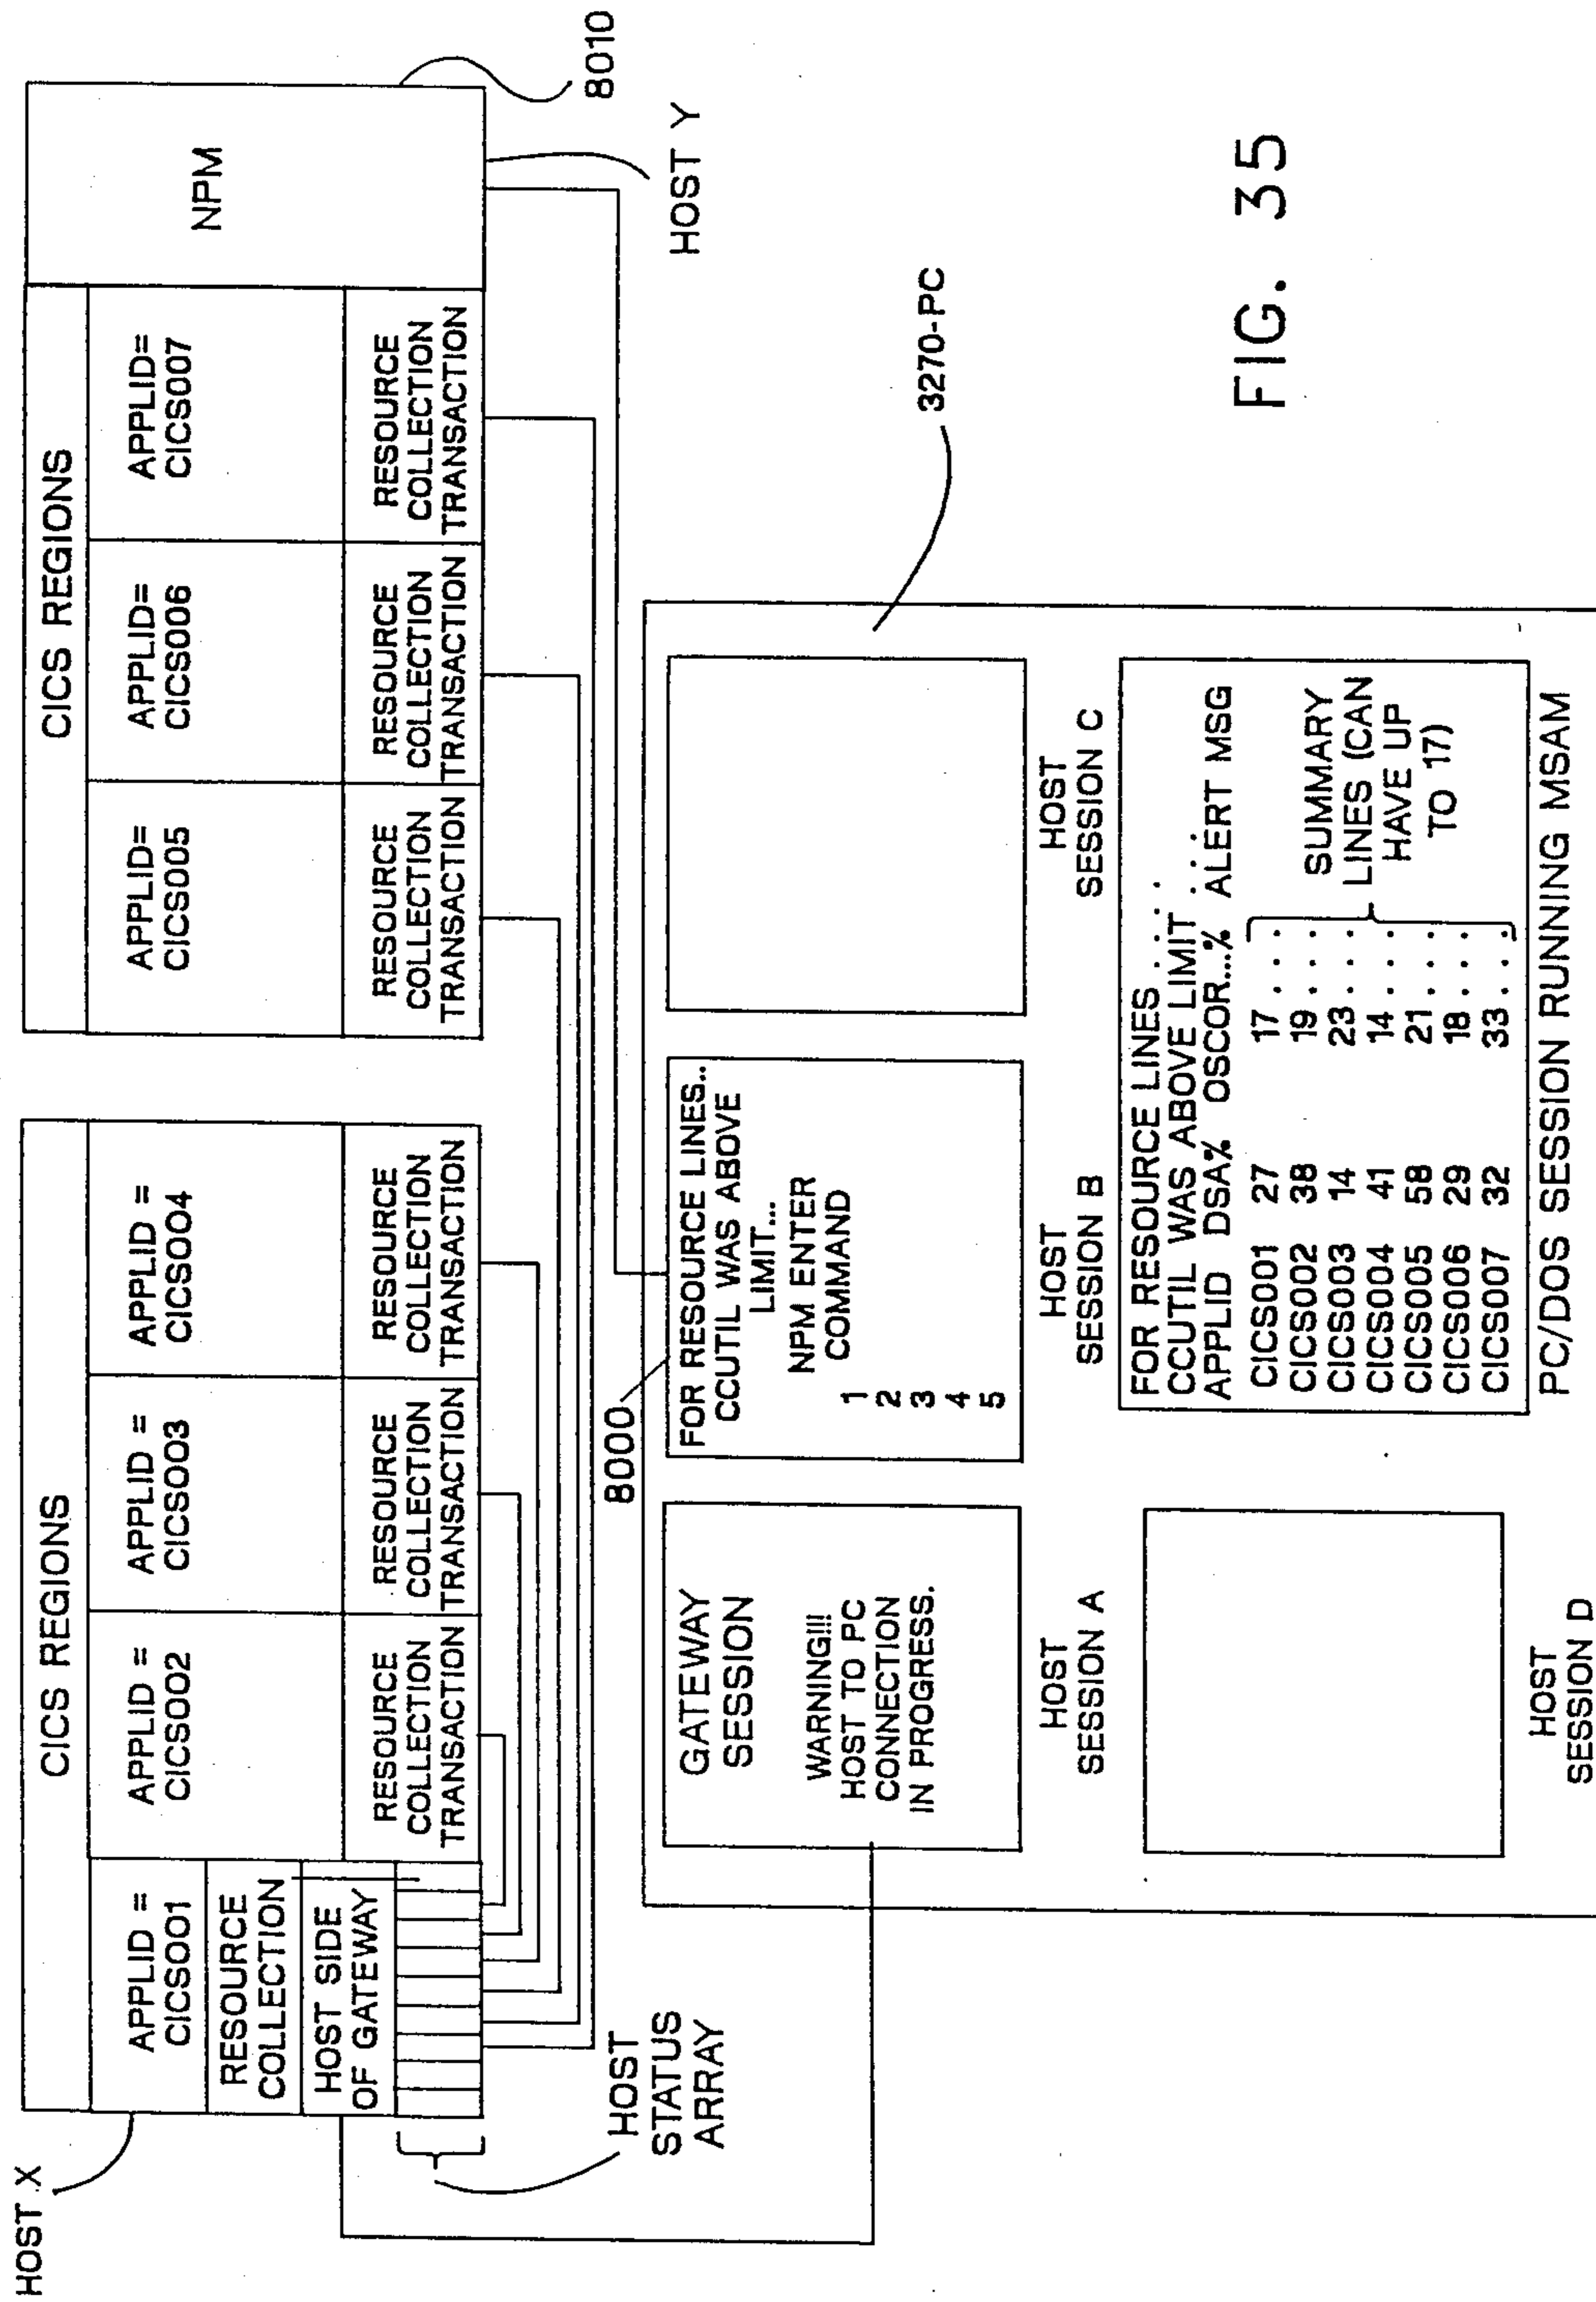 HOST X
CICS REGIONS
APPLID =
CICS001
RESOURCE
COLLECTION
HOST SIDE
OF GATEWAY
APPLID =
CICS002
RESOURCE
COLLECTION
TRANSACTION
APPLID =
CICS003
RESOURCE
COLLECTION
TRANSACTION
APPLID =
CICS004
RESOURCE
COLLECTION
TRANSACTION
CICS REGIONS
APPLID=
CICS005
RESOURCE
COLLECTION
TRANSACTION
APPLID=
CICS006
RESOURCE
COLLECTION
TRANSACTION
APPLID=
CICS007
RESOURCE
COLLECTION
TRANSACTION
NPM
8010
HOST Y
HOST
STATUS
ARRAY
8000
3270-PC
GATEWAY
SESSION
WARNING!!!
HOST TO PC
CONNECTION
IN PROGRESS.
HOST
SESSION A
FOR RESOURCE LINES..
CCUTIL WAS ABOVE
LIMIT...
NPM ENTER
COMMAND
1
2
3
4
5
HOST
SESSION B
HOST
SESSION C
HOST
SESSION D
FOR RESOURCE LINES . . . . .
CCUTIL WAS ABOVE LIMIT . . .
APPLID DSA% OSCOR...% ALERT MSG
CICS001 27 17 . . .
CICS002 38 19 . . .
CICS003 14 23 . . .
CICS004 41 14 . . .
CICS005 58 21 . . .
CICS006 29 18 . . .
CICS007 32 33 . . .
SUMMARY
LINES (CAN
HAVE UP
TO 17)
PC/DOS SESSION RUNNING MSAM
FIG. 35